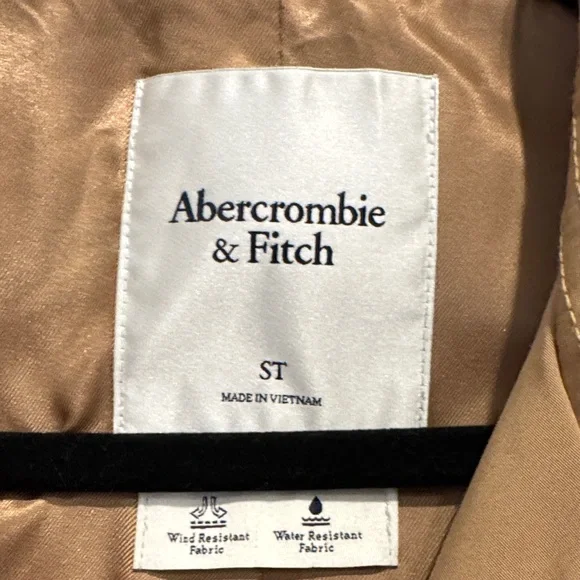 Abercrombie
& Fitch
ST
MADE IN VIETNAM
Wind Resistant Water Resistant
Fabric Fabric